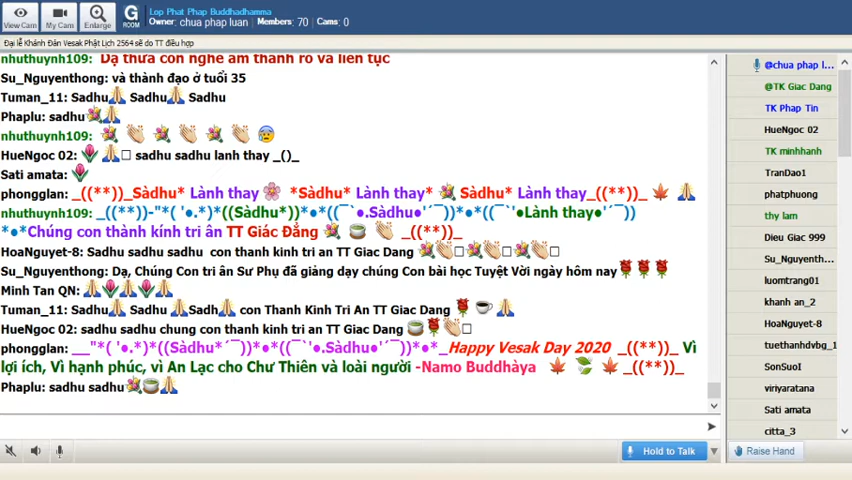 View Cam
My Cam
Enlarge
G
ROOM
Lop Phat Phap Buddhadhamma
Owner: chua phap luan Members: 70 Cams: 0
Đại lễ Khánh Đản Vesak Phật Lịch 2564 sẽ do TT điều hợp
nhuthuynh109: Dạ thưa con nghe âm thanh rõ và liên tục
Su_Nguyenthong: và thành đạo ở tuổi 35
Tuman_11: Sadhu🙏 Sadhu🙏 Sadhu
Phaplu: sadhu💐🙏
nhuthuynh109: 💐 👏 💐 👏 💐 👏 😰
HueNgoc 02: 🌷 🙏□ sadhu sadhu lanh thay _()_
Sati amata: 🌷
phongglan: _((**))_Sàdhu* Lành thay 🌸 *Sàdhu* Lành thay* 💐 Sàdhu* Lành thay_((**))_ 🍁 🙏
nhuthuynh109: _((**))-"*( '●.*)*((Sàdhu*))*●*((¯`●.Sàdhu●'´¯))*●*((¯`'●Lành thay●'´¯))
*●*Chúng con thành kính tri ân TT Giác Đẳng 💐 🍵 👏 _((**))_
HoaNguyet-8: Sadhu sadhu sadhu con thanh kinh tri an TT Giac Dang 💐👏□💐👏□💐👏□
Su_Nguyenthong: Dạ, Chúng Con tri ân Sư Phụ đã giảng dạy chúng Con bài học Tuyệt Vời ngày hôm nay🌹🌹🌹
Minh Tan QN: 🙏🌷🙏🌷🙏
Tuman_11: Sadhu🙏 Sadhu🙏Sadh🙏 con Thanh Kinh Tri An TT Giac Dang 🌹 ☕ 🙏
HueNgoc 02: sadhu sadhu chung con thanh kinh tri an TT Giac Dang 🍵🌹👏□
phongglan: __"*( '●.*)*((Sàdhu*´¯))*●*((¯`'●.Sàdhu●'´¯))*●*_Happy Vesak Day 2020 _((**))_ Vì
lợi ích, Vì hạnh phúc, vì An Lạc cho Chư Thiên và loài người -Namo Buddhàya 🍁 🍃 🍁 _((**))_
Phaplu: sadhu sadhu💐🍵🙏
@chua phap l...
@TK Giac Dang
TK Phap Tin
HueNgoc 02
TK minhhanh
TranDao1
phatphuong
thy lam
Dieu Giac 999
Su_Nguyenth...
luomtrang01
khanh an_2
HoaNguyet-8
tuethanhdvbg_1
SonSuoI
viriyaratana
Sati amata
citta_3
Hold to Talk
Raise Hand